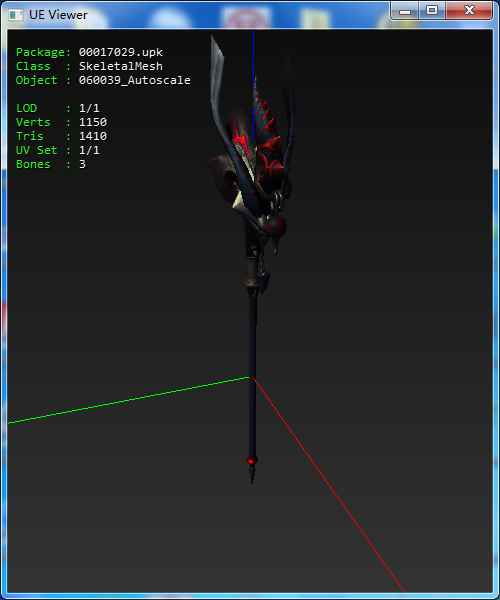 UE Viewer
Package: 00017029.upk
Class : SkeletalMesh
Object : 060039_Autoscale
LOD : 1/1
Verts : 1150
Tris : 1410
UV Set : 1/1
Bones : 3